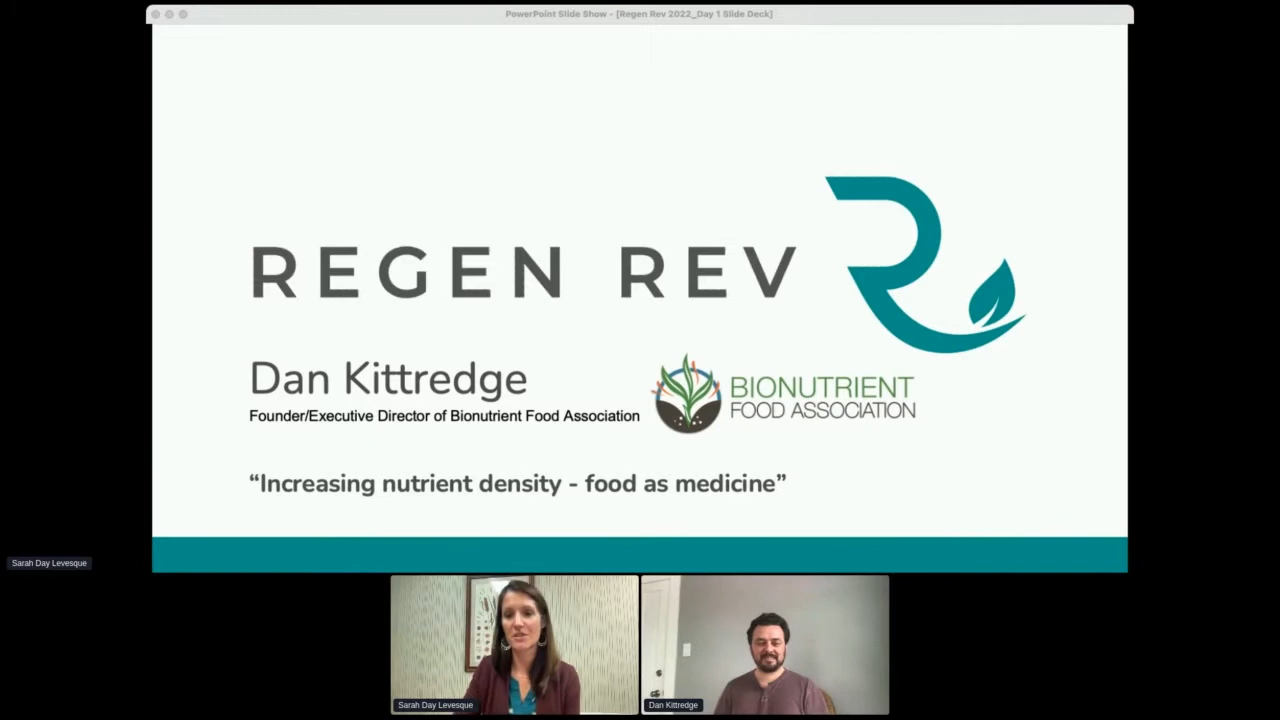 PowerPoint Slide Show - [Regen Rev 2022_Day 1 Slide Deck]
REGEN REV
Dan Kittredge
Founder/Executive Director of Bionutrient Food Association
BIONUTRIENT
FOOD ASSOCIATION
“Increasing nutrient density - food as medicine”
Sarah Day Levesque
Sarah Day Levesque
Dan Kittredge